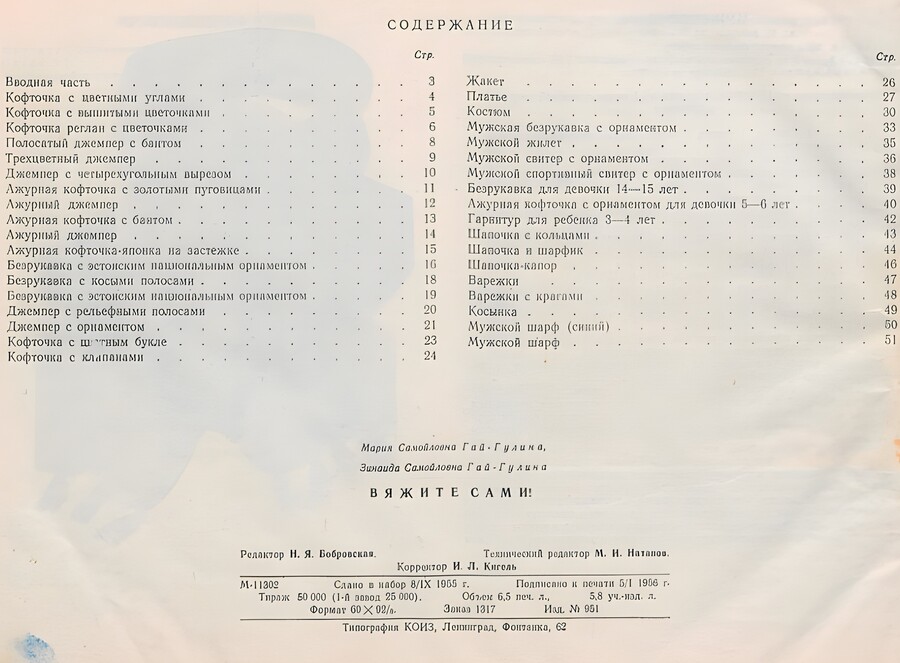 СОДЕРЖАНИЕ
Стр.
Вводная часть . . . . . . . . . . . . . . 3
Кофточка с цветными углами . . . . . . . . . 4
Кофточка с вышитыми цветочками . . . . . . . . 5
Кофточка реглан с цветочками . . . . . . . . . 6
Полосатый джемпер с бантом . . . . . . . . . 8
Трехцветный джемпер . . . . . . . . . . . 9
Джемпер с четырехугольным вырезом . . . . . . . 10
Ажурная кофточка с золотыми пуговицами . . . . . . 11
Ажурный джемпер . . . . . . . . . . . . 12
Ажурная кофточка с бантом . . . . . . . . . . 13
Ажурный джемпер . . . . . . . . . . . . 14
Ажурная кофточка-японка на застежке . . . . . . . 15
Безрукавка с эстонским национальным орнаментом . . . . 16
Безрукавка с косыми полосами . . . . . . . . . 18
Безрукавка с эстонским национальным орнаментом . . . . 19
Джемпер с рельефными полосами . . . . . . . . 20
Джемпер с орнаментом . . . . . . . . . . . 21
Кофточка с цветным букле . . . . . . . . . . 23
Кофточка с клапанами . . . . . . . . . . . 24
Стр.
Жакет . . . . . . . . . . . . . . . 26
Платье . . . . . . . . . . . . . . . 27
Костюм . . . . . . . . . . . . . . . 30
Мужская безрукавка с орнаментом . . . . . . . . 33
Мужской жилет . . . . . . . . . . . . . 35
Мужской свитер с орнаментом . . . . . . . . . 36
Мужской спортивный свитер с орнаментом . . . . . . 38
Безрукавка для девочки 14—15 лет . . . . . . . . 39
Ажурная кофточка с орнаментом для девочки 5—6 лет . . . . 40
Гарнитур для ребенка 3—4 лет . . . . . . . . . 42
Шапочка с кольцами . . . . . . . . . . . 43
Шапочка и шарфик . . . . . . . . . . . . 44
Шапочка-капор . . . . . . . . . . . . . 46
Варежки . . . . . . . . . . . . . . 47
Варежки с крагами . . . . . . . . . . . . 48
Косынка . . . . . . . . . . . . . . 49
Мужской шарф (синий) . . . . . . . . . . . 50
Мужской шарф . . . . . . . . . . . . . 51
Мария Самойловна Гай-Гулина,
Зинаида Самойловна Гай-Гулина
ВЯЖИТЕ САМИ!
Редактор Н. Я. Бобровская. Технический редактор М. И. Натапов.
Корректор И. Л. Кигель
М-11302 Сдано в набор 8/IX 1955 г. Подписано к печати 5/I 1956 г.
Тираж 50 000 (1-й завод 25 000). Объем 6,5 печ. л., 5,8 уч.-изд. л.
Формат 60×92/8. Заказ 1317 Изд. № 951
Типография КОИЗ, Ленинград, Фонтанка, 62